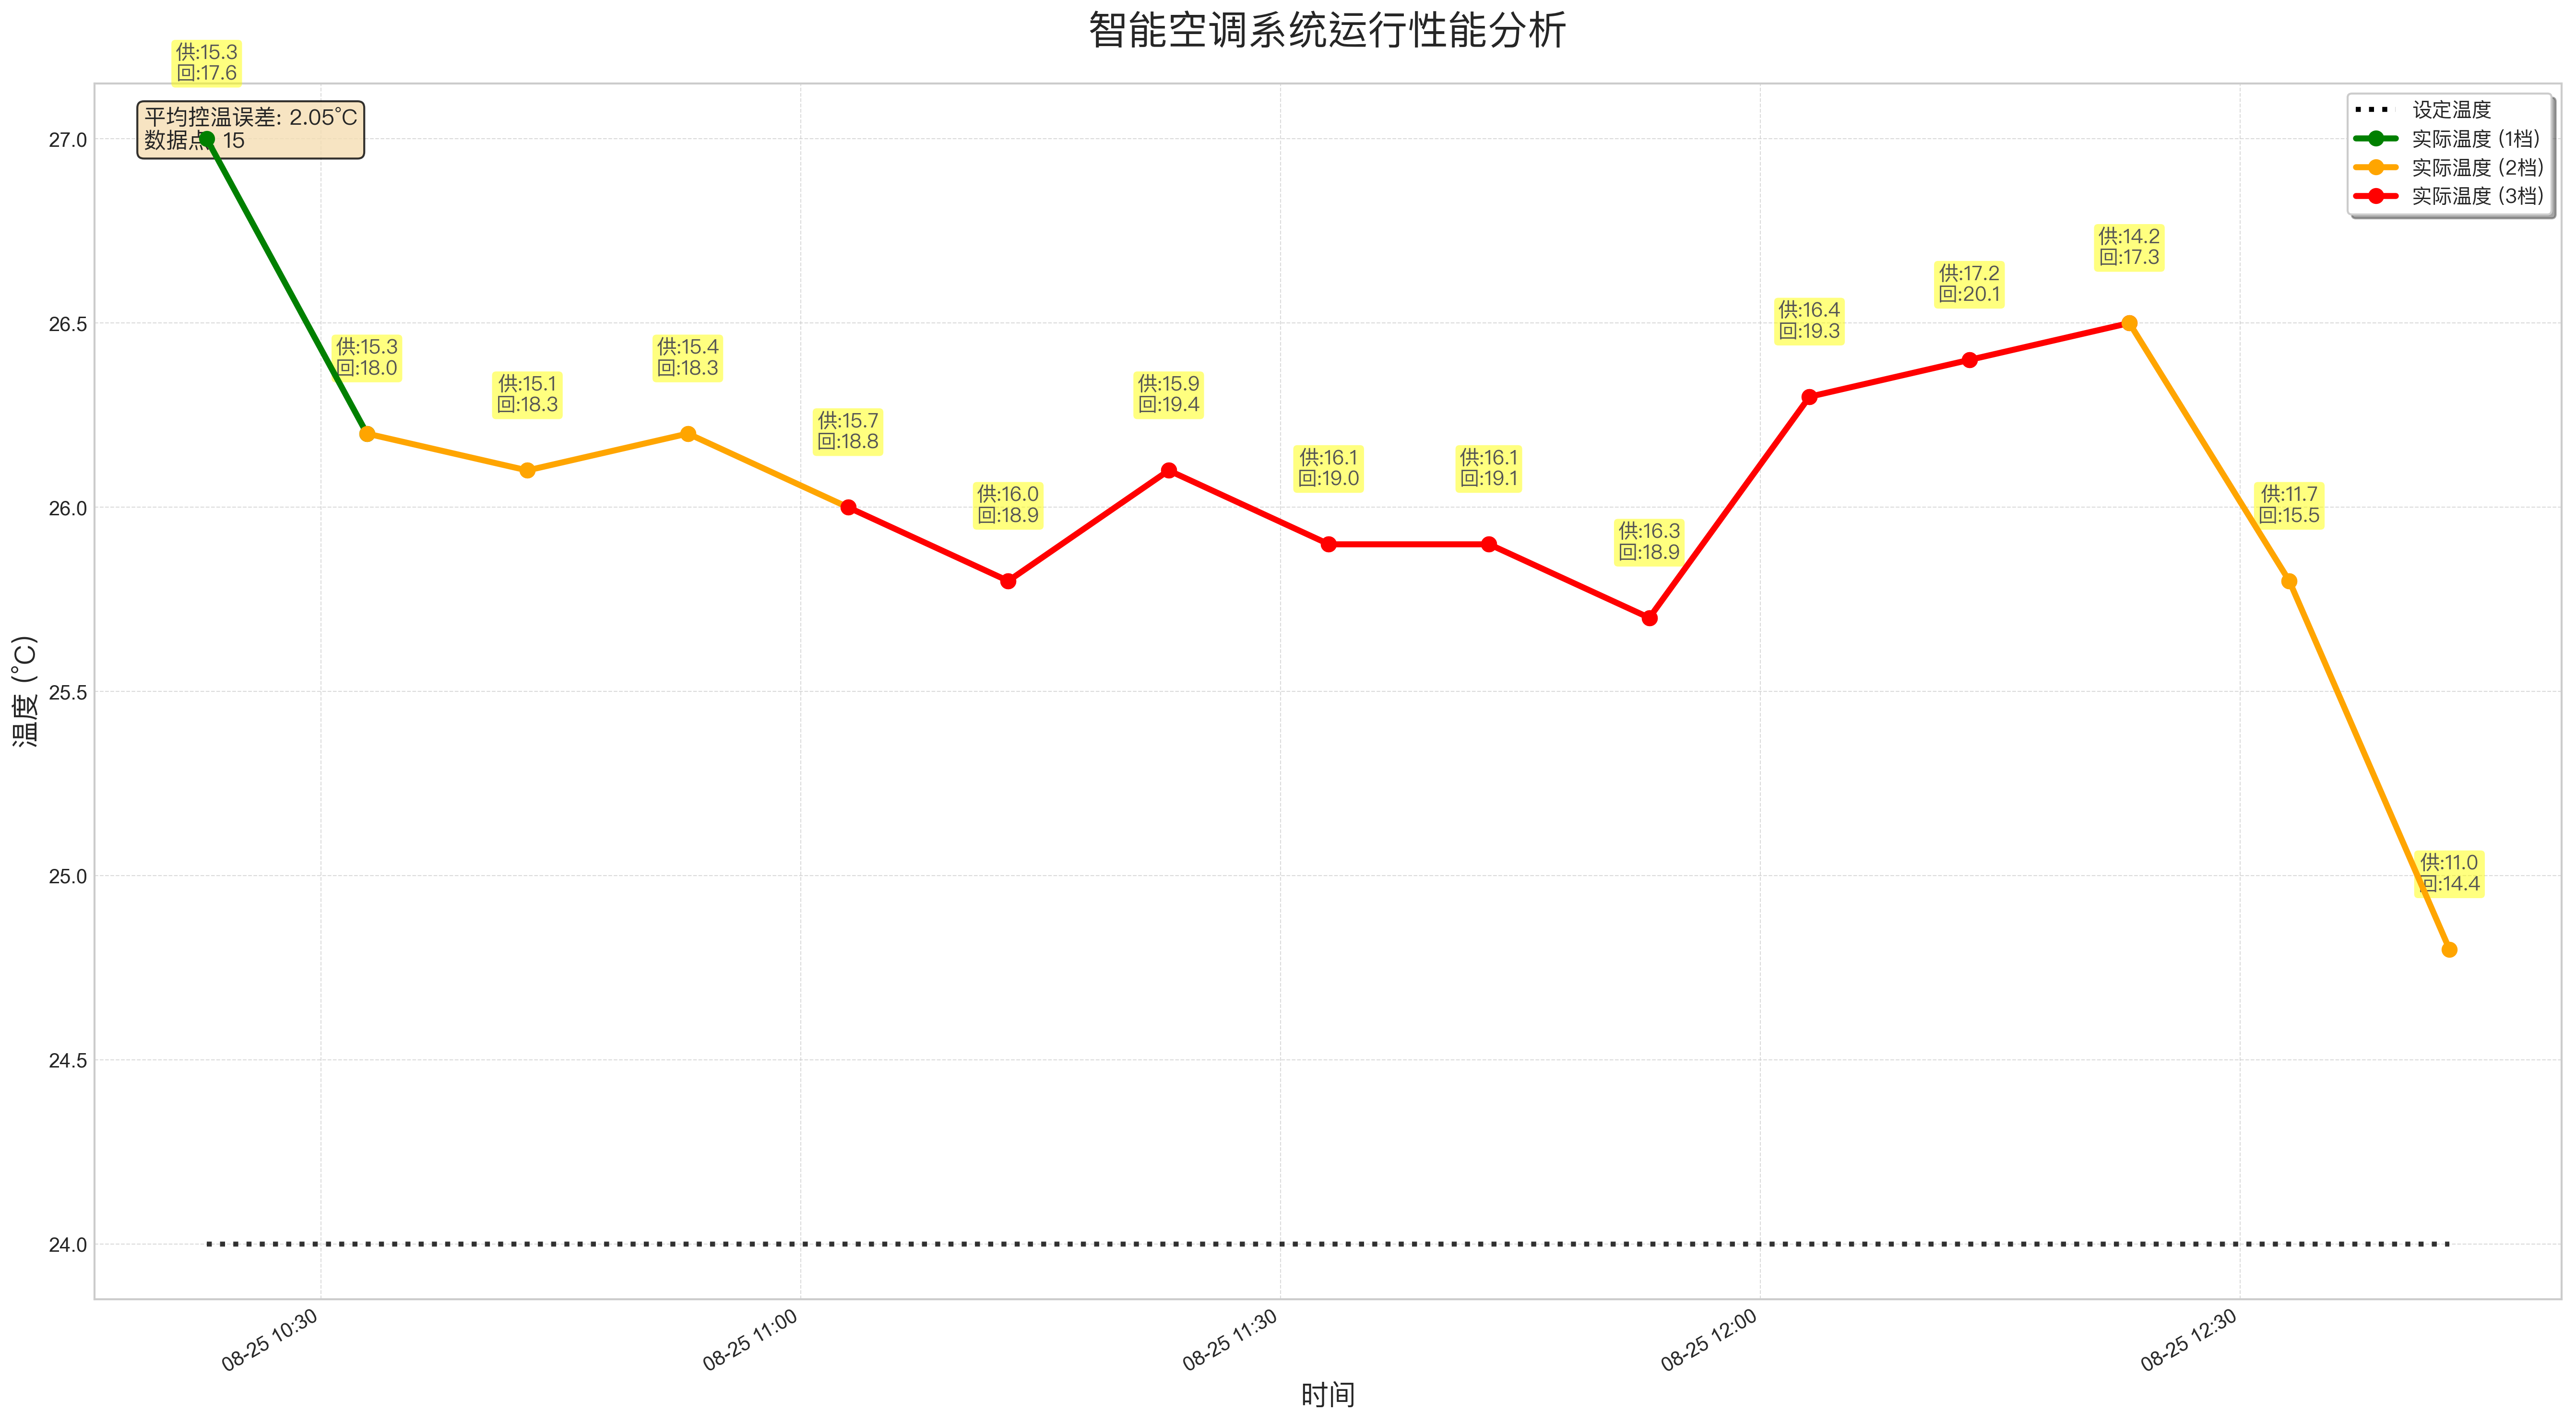 智能空调系统运行性能分析
供:15.3
回:17.6
平均控温误差: 2.05°C
数据点: 15
设定温度
实际温度 (1档)
实际温度 (2档)
实际温度 (3档)
供:15.3
回:18.0
供:15.1
回:18.3
供:15.4
回:18.3
供:15.7
回:18.8
供:16.0
回:18.9
供:15.9
回:19.4
供:16.1
回:19.0
供:16.1
回:19.1
供:16.3
回:18.9
供:16.4
回:19.3
供:17.2
回:20.1
供:14.2
回:17.3
供:11.7
回:15.5
供:11.0
回:14.4
温度 (°C)
27.0
26.5
26.0
25.5
25.0
24.5
24.0
08-25 10:30
08-25 11:00
08-25 11:30
08-25 12:00
08-25 12:30
时间